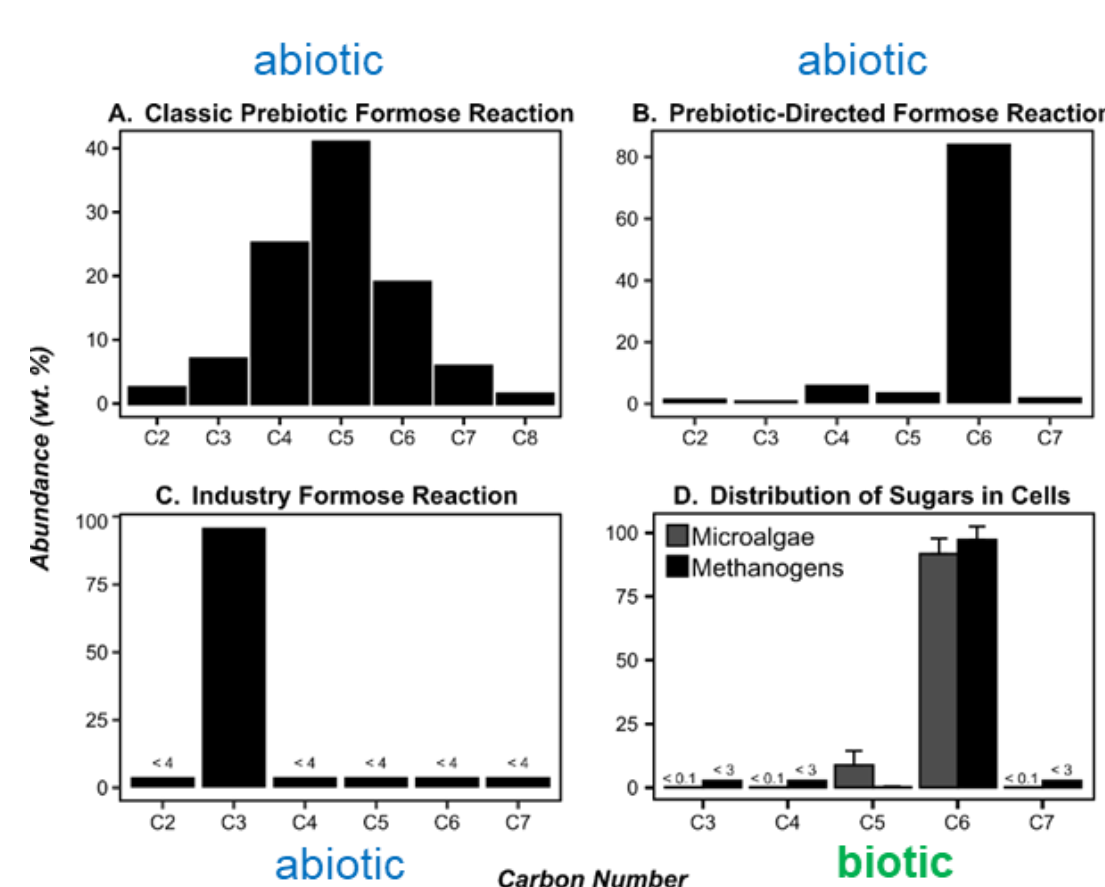 abiotic
abiotic
A. Classic Prebiotic Formose Reaction
B. Prebiotic-Directed Formose Reaction
Abundance (wt. %)
40
30
20
10
0
C2 C3 C4 C5 C6 C7 C8
80
60
40
20
0
C2 C3 C4 C5 C6 C7
C. Industry Formose Reaction
D. Distribution of Sugars in Cells
100
75
50
25
0
< 4 < 4 < 4 < 4 < 4
C2 C3 C4 C5 C6 C7
Microalgae
Methanogens
100
75
50
25
0
< 0.1 < 3 < 0.1 < 3 < 0.1 < 3
C3 C4 C5 C6 C7
abiotic
Carbon Number
biotic